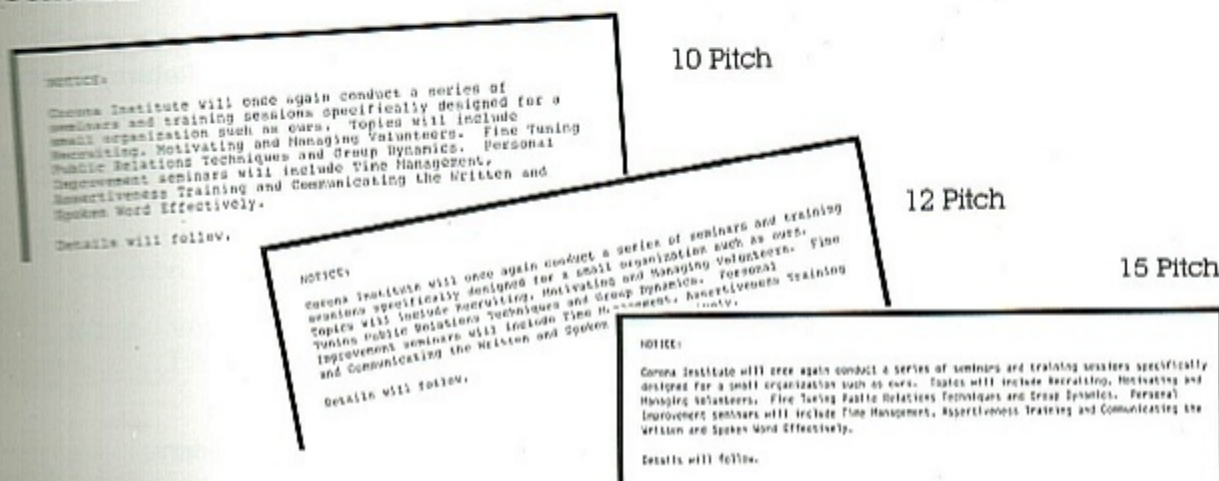 10 Pitch
NOTICE:
Corona Institute will once again conduct a series of
seminars and training sessions specifically designed for a
small organization such as ours. Topics will include
Recruiting, Motivating and Managing Volunteers. Fine Tuning
Public Relations Techniques and Group Dynamics. Personal
Improvement seminars will include Time Management,
Assertiveness Training and Communicating the Written and
Spoken Word Effectively.
Details will follow.
12 Pitch
NOTICE:
Corona Institute will once again conduct a series of seminars and training
sessions specifically designed for a small organization such as ours.
Topics will include Recruiting, Motivating and Managing Volunteers. Fine
Tuning Public Relations Techniques and Group Dynamics. Personal
Improvement seminars will include Time Management, Assertiveness Training
and Communicating the Written and Spoken
Details will follow.
15 Pitch
NOTICE:
Corona Institute will once again conduct a series of seminars and training sessions specifically
designed for a small organization such as ours. Topics will include Recruiting, Motivating and
Managing Volunteers. Fine Tuning Public Relations Techniques and Group Dynamics. Personal
Improvement seminars will include Time Management, Assertiveness Training and Communicating the
Written and Spoken Word Effectively.
Details will follow.